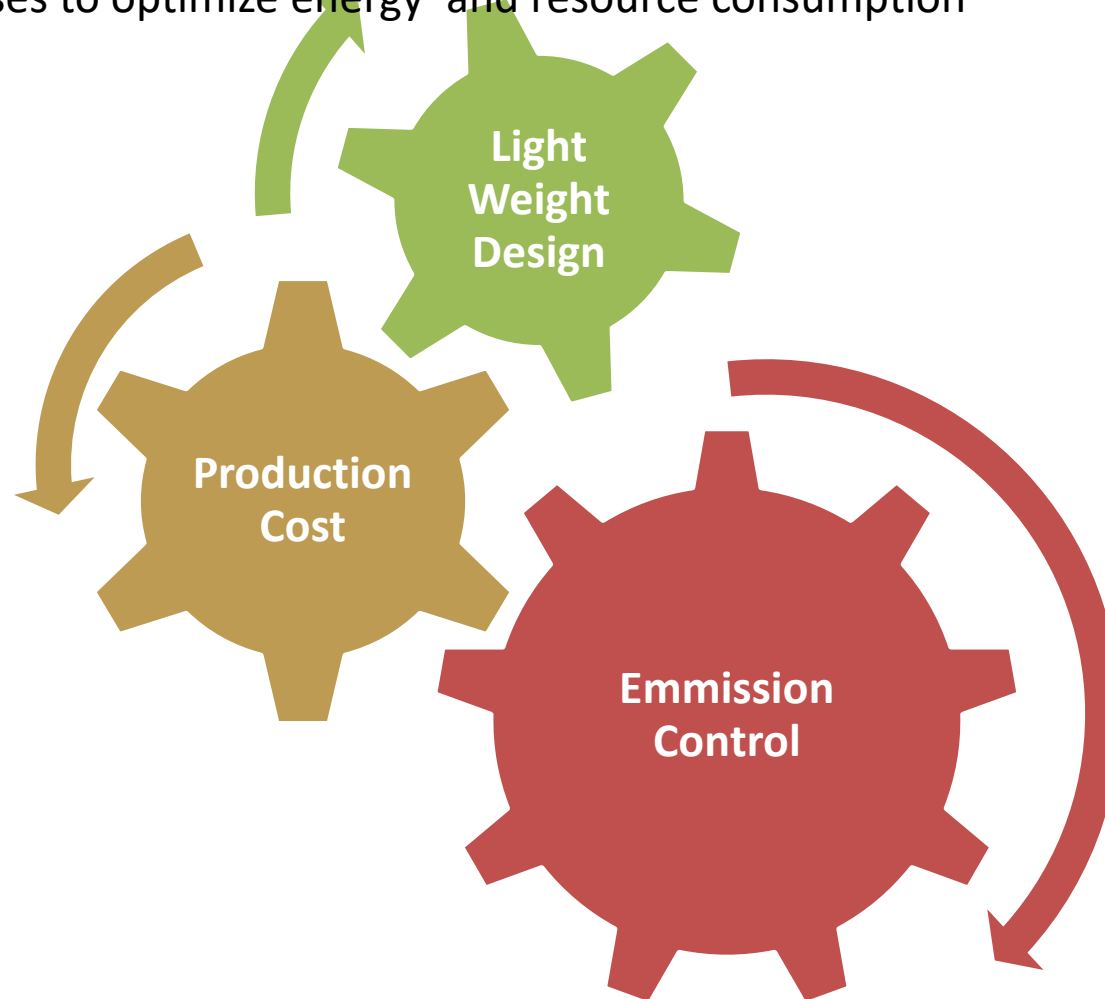 ses to optimize energy and resource consumption
Light
Weight
Design
Production
Cost
Emmission
Control